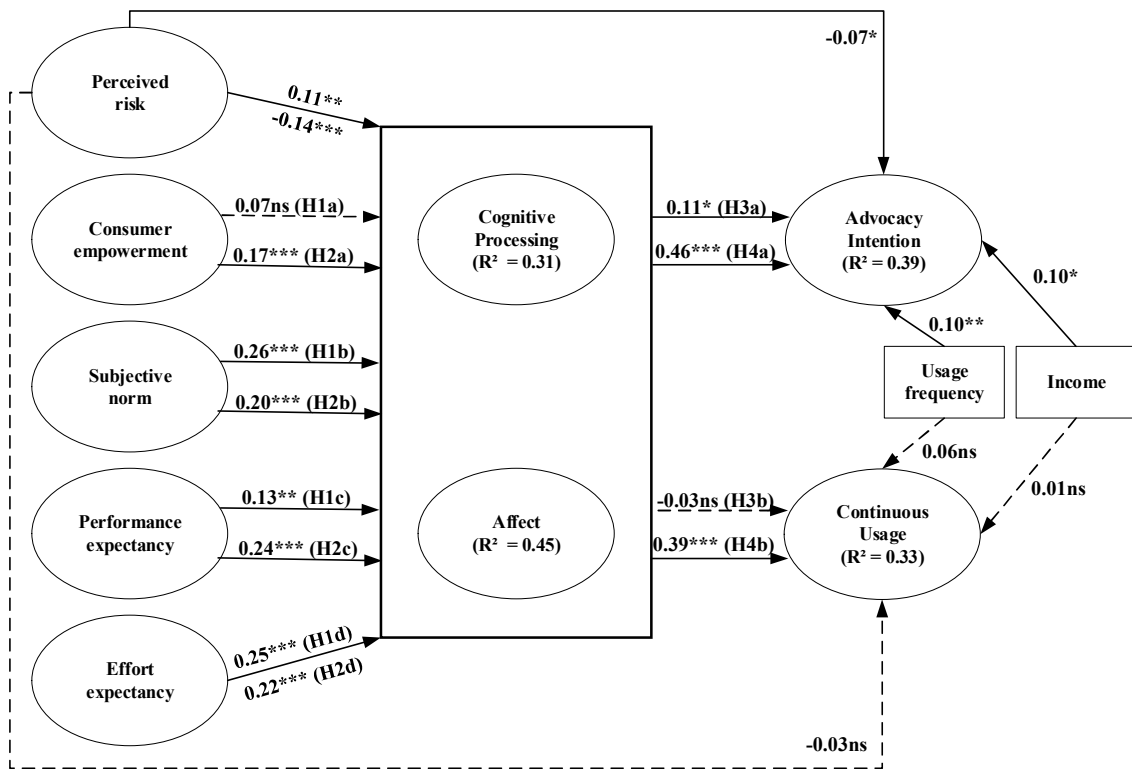 -0.07*
Perceived
risk
0.11**
-0.14***
Consumer
empowerment
0.07ns (H1a)
0.17*** (H2a)
Cognitive
Processing
(R² = 0.31)
0.11* (H3a)
0.46*** (H4a)
Advocacy
Intention
(R² = 0.39)
0.10*
0.10**
Subjective
norm
0.26*** (H1b)
0.20*** (H2b)
Usage
frequency
Income
0.06ns
0.01ns
Performance
expectancy
0.13** (H1c)
0.24*** (H2c)
Affect
(R² = 0.45)
-0.03ns (H3b)
0.39*** (H4b)
Continuous
Usage
(R² = 0.33)
Effort
expectancy
0.25*** (H1d)
0.22*** (H2d)
-0.03ns